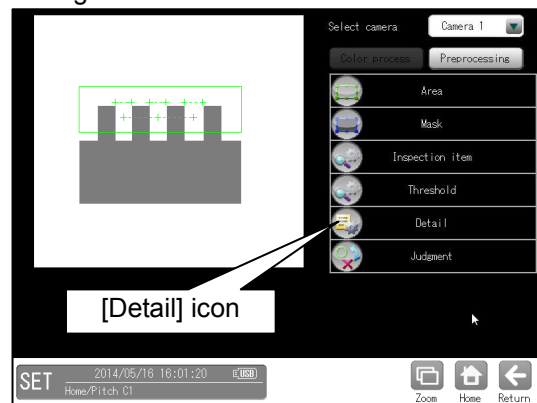 Select camera
Camera 1
Color process
Preprocessing
Area
Mask
Inspection item
Threshold
Detail
Judgment
[Detail] icon
SET
2014/05/16 16:01:20
USB
Home/Pitch C1
Zoom
Home
Return